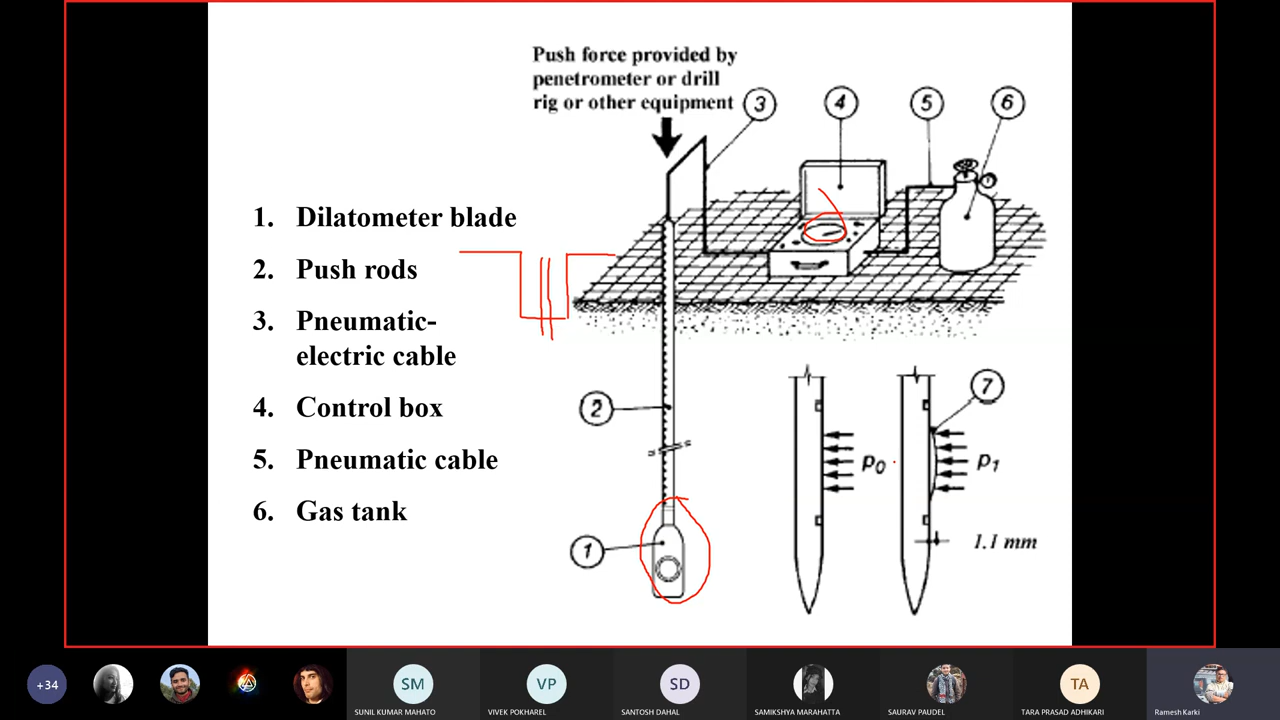 Push force provided by
penetrometer or drill
rig or other equipment
3
4
5
6
1. Dilatometer blade
2. Push rods
3. Pneumatic-
electric cable
4. Control box
5. Pneumatic cable
6. Gas tank
2
1
7
p0
p1
1.1 mm
+34
SM
VP
SD
TA
SUNIL KUMAR MAHATO
VIVEK POKHAREL
SANTOSH DAHAL
SAMIKSHYA MARAHATTA
SAURAV PAUDEL
TARA PRASAD ADHIKARI
Ramesh Karki